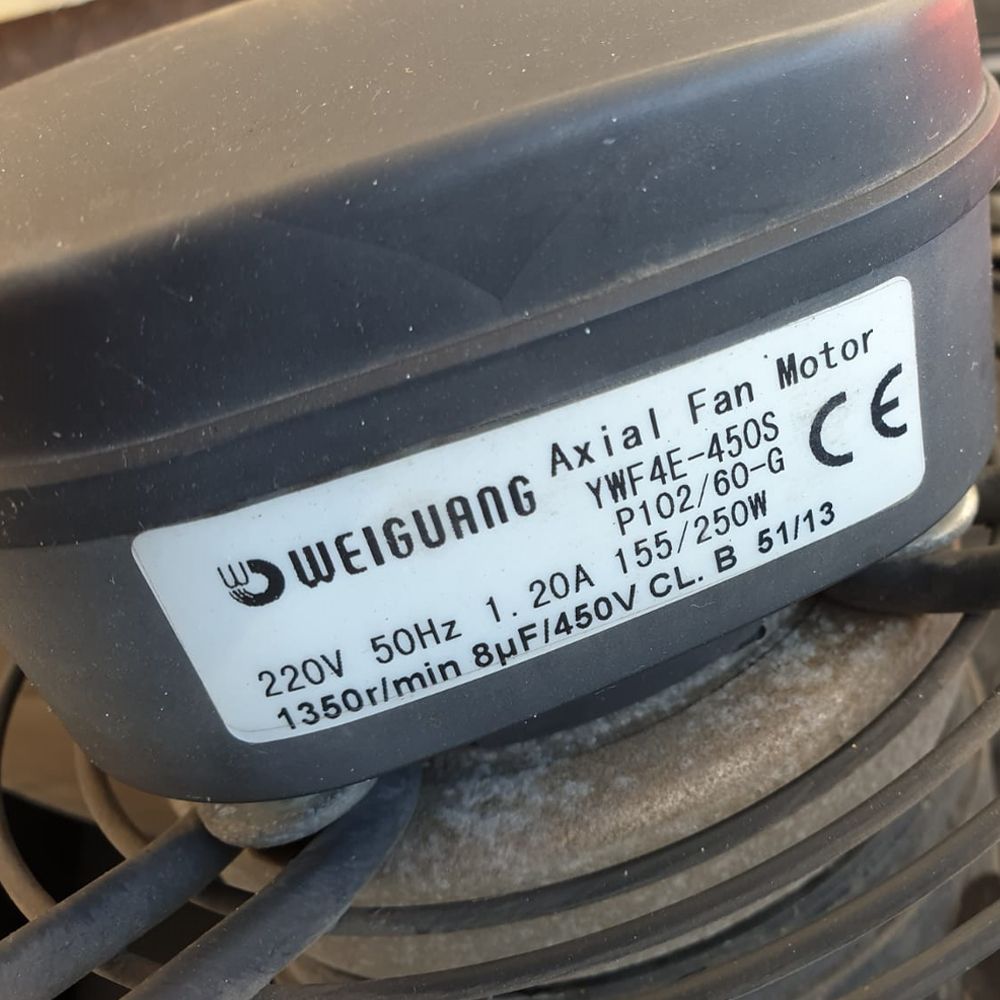 Axial Fan Motor
WEIGUANG
YWF4E-450S
P102/60-G
CE
220V 50Hz 1.20A 155/250W
1350r/min 8μF/450V CL. B 51/13